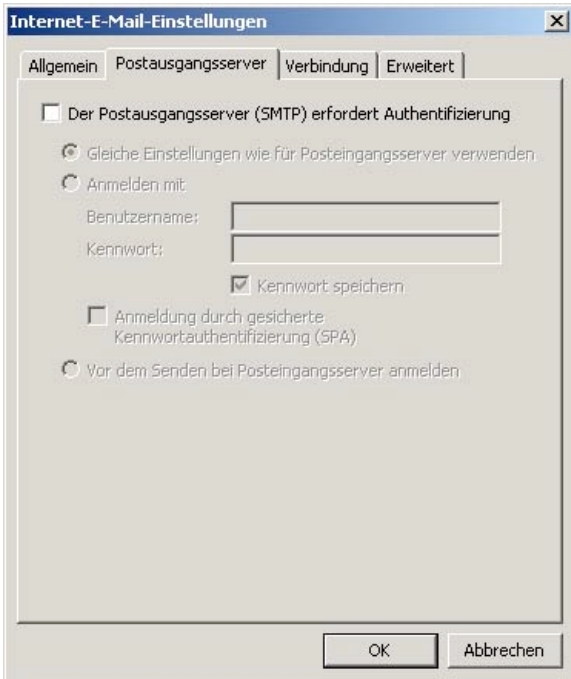 Internet-E-Mail-Einstellungen
Allgemein Postausgangsserver Verbindung Erweitert
Der Postausgangsserver (SMTP) erfordert Authentifizierung
Gleiche Einstellungen wie für Posteingangsserver verwenden
Anmelden mit
Benutzername:
Kennwort:
Kennwort speichern
Anmeldung durch gesicherte
Kennwortauthentifizierung (SPA)
Vor dem Senden bei Posteingangsserver anmelden
OK Abbrechen